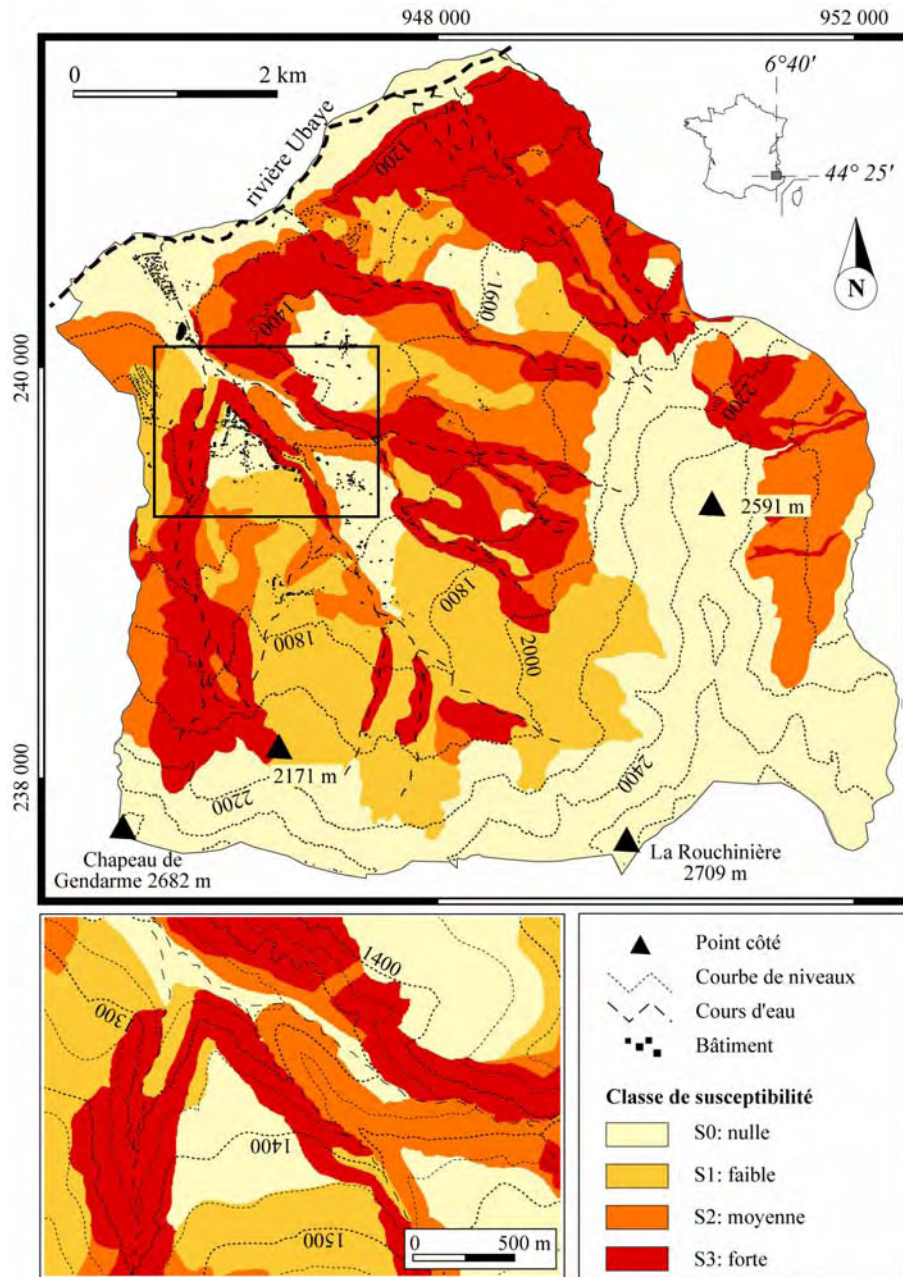 948 000
952 000
0
2 km
6°40'
44° 25'
rivière Ubaye
1200
N
1600
1400
240 000
2200
2591 m
1800
1800
2000
238 000
2171 m
2200
2400
Chapeau de
Gendarme 2682 m
La Rouchinière
2709 m
1400
1300
1400
1500
0
500 m
Point côté
Courbe de niveaux
Cours d'eau
Bâtiment
Classe de susceptibilité
S0: nulle
S1: faible
S2: moyenne
S3: forte